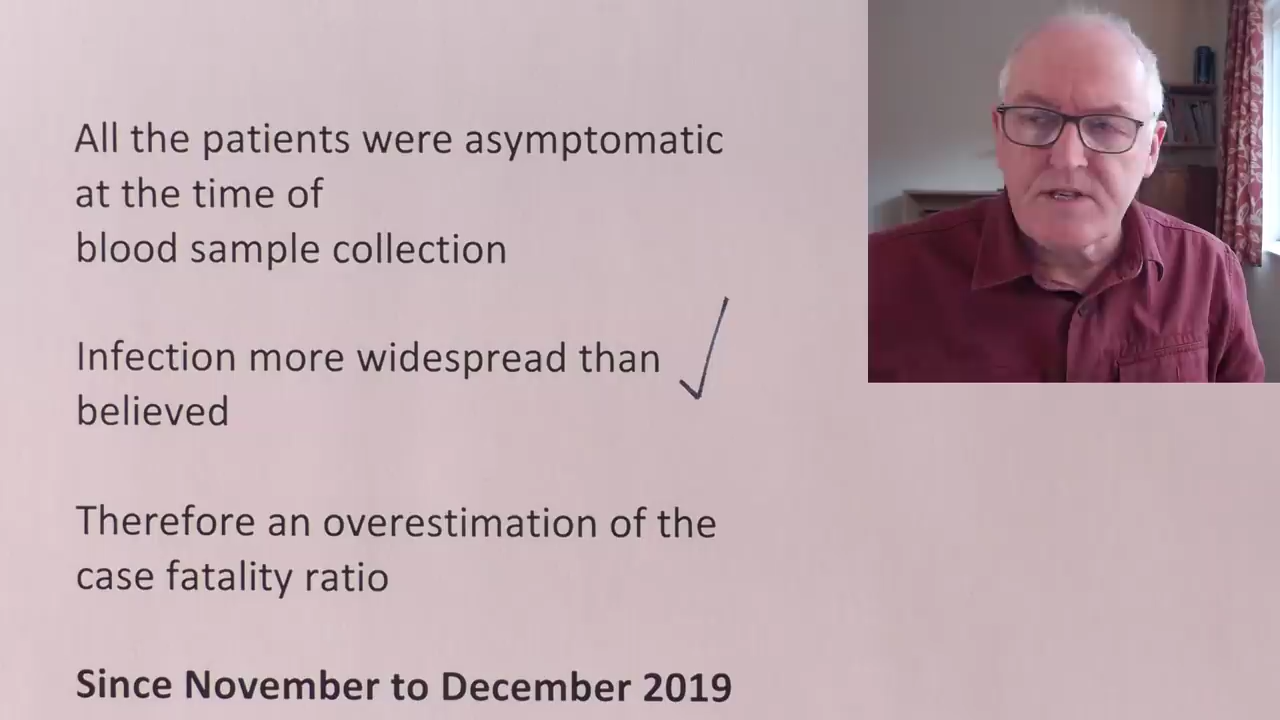 All the patients were asymptomatic
at the time of
blood sample collection
Infection more widespread than
believed
Therefore an overestimation of the
case fatality ratio
Since November to December 2019